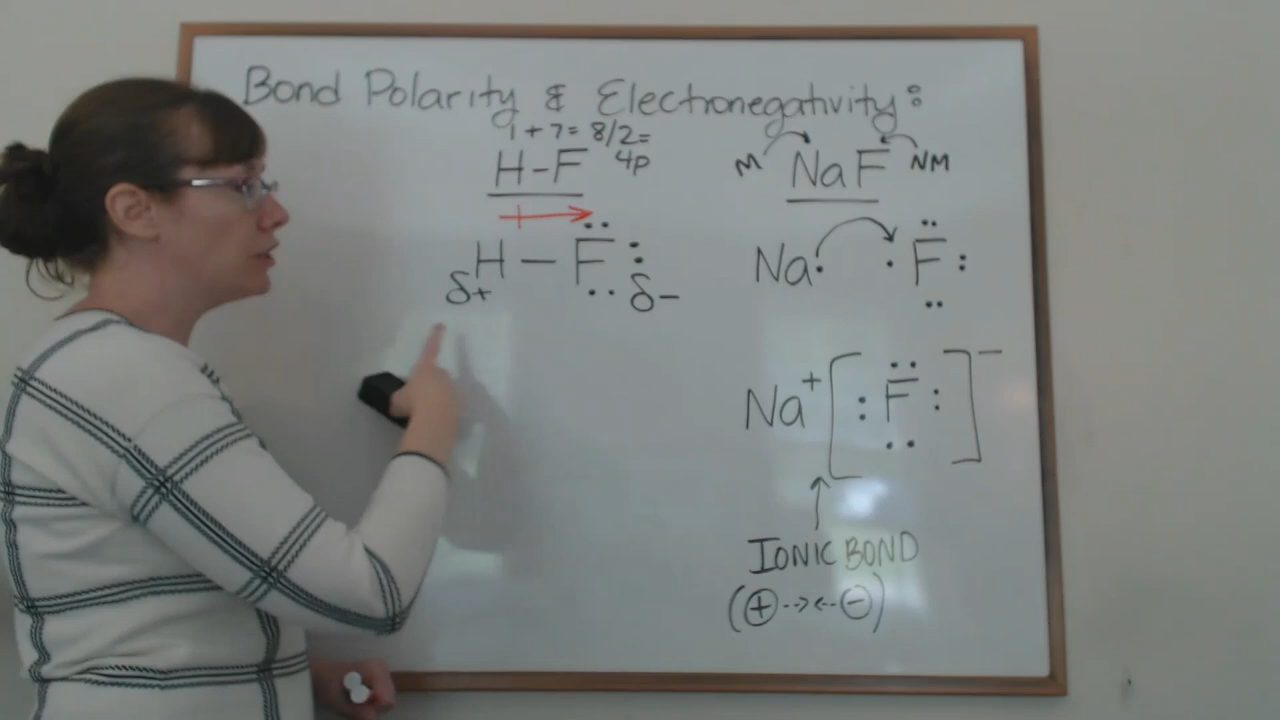 Bond Polarity & Electronegativity:
1 + 7 = 8/2 =
4p
H-F
H - F
δ+ δ-
M NaF NM
Na F
Na+ [F]-
IONIC BOND
(+ --><-- -)